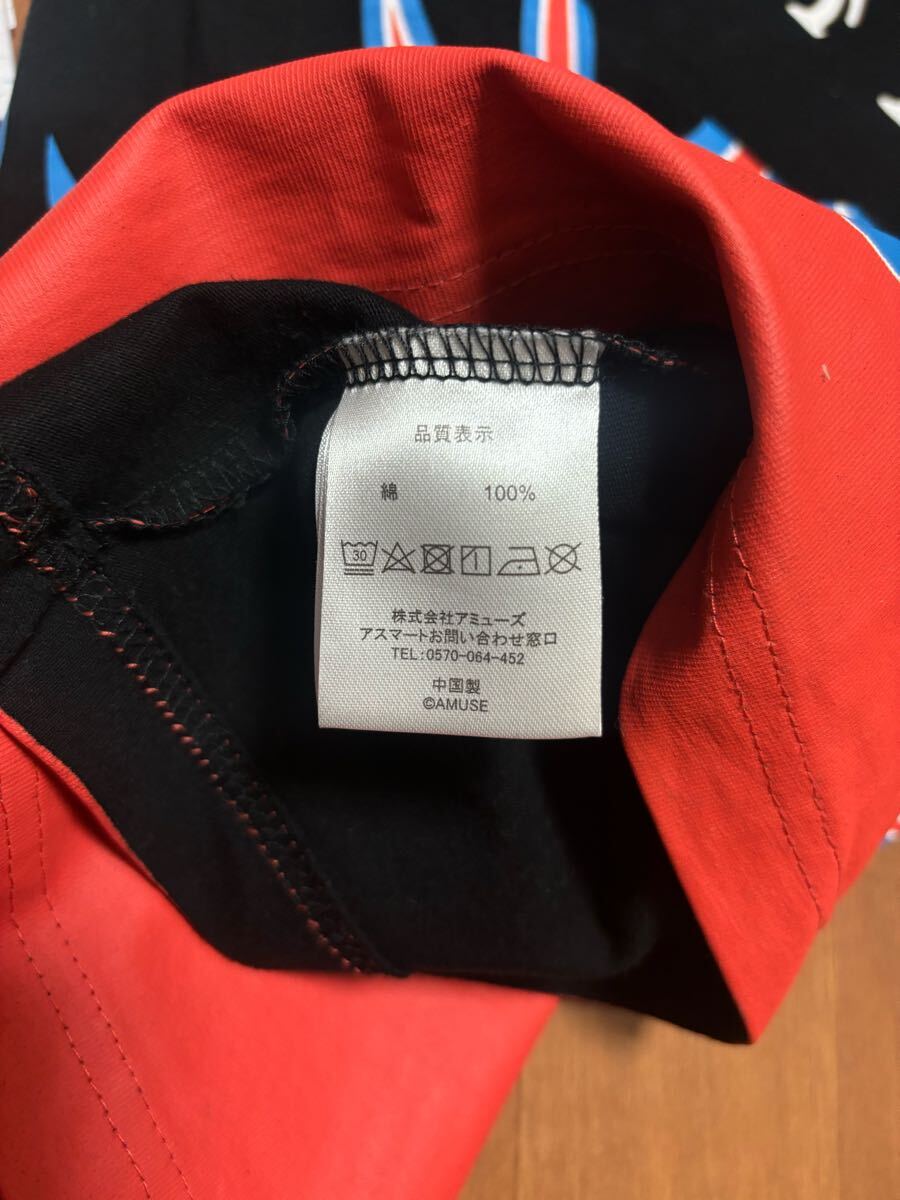 品質表示
綿 100%
30
株式会社アミューズ
アスマートお問い合わせ窓口
TEL:0570-064-452
中国製
©AMUSE